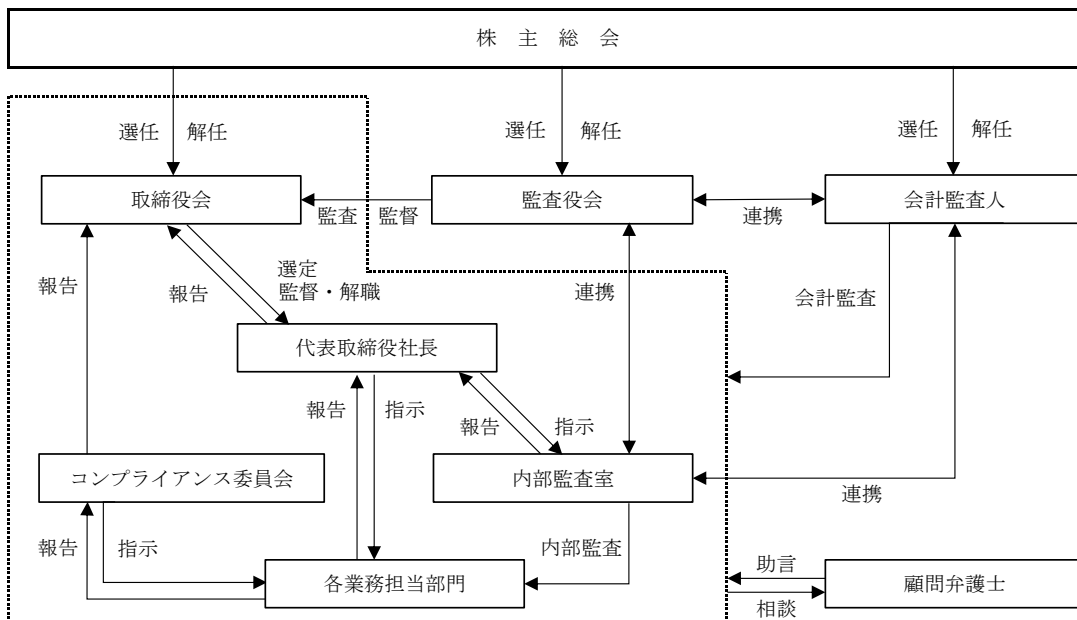 株 主 総 会
選任 解任
選任 解任
選任 解任
取締役会
監査役会
会計監査人
監査 監督
連携
報告
報告
選定
監督・解職
連携
会計監査
代表取締役社長
報告
指示
報告
指示
コンプライアンス委員会
内部監査室
連携
報告
指示
内部監査
各業務担当部門
助言
相談
顧問弁護士